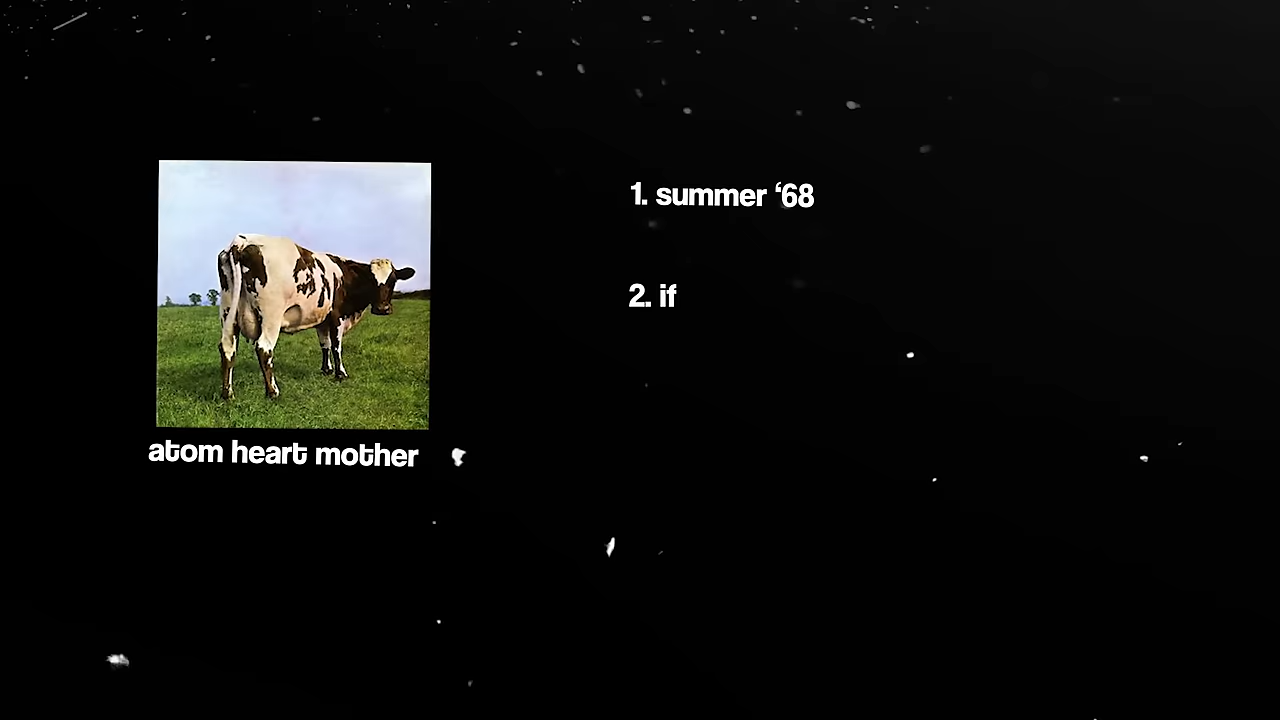 atom heart mother
1. summer ‘68
2. if